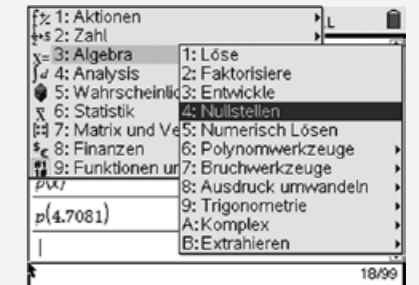 1: Aktionen
2: Zahl
3: Algebra
4: Analysis
5: Wahrscheinlic
6: Statistik
7: Matrix und Ve
8: Finanzen
9: Funktionen un
1: Löse
2: Faktorisiere
3: Entwickle
4: Nullstellen
5: Numerisch Lösen
6: Polynomwerkzeuge
7: Bruchwerkzeuge
8: Ausdruck umwandeln
9: Trigonometrie
A: Komplex
B: Extrahieren
p(4.7081)
18/99